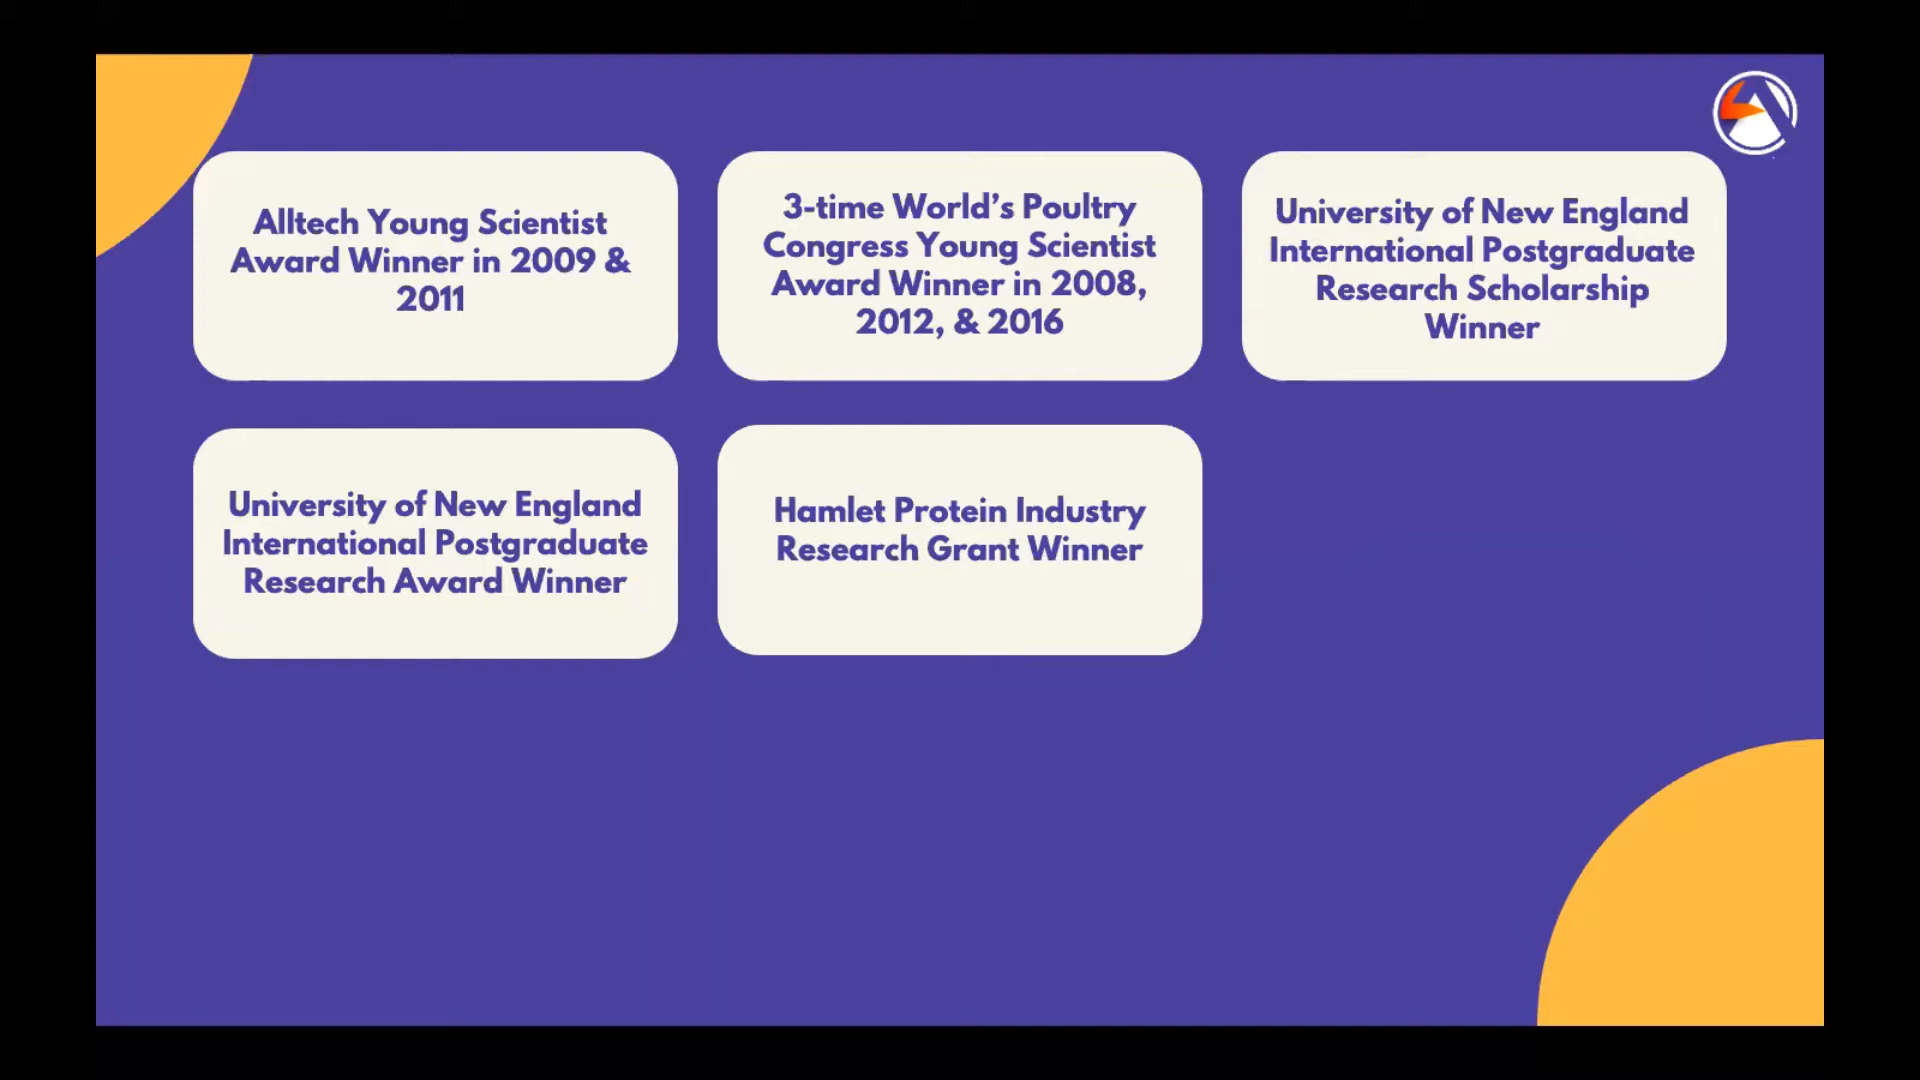 Alltech Young Scientist
Award Winner in 2009 &
2011
3-time World's Poultry
Congress Young Scientist
Award Winner in 2008,
2012, & 2016
University of New England
International Postgraduate
Research Scholarship
Winner
University of New England
International Postgraduate
Research Award Winner
Hamlet Protein Industry
Research Grant Winner